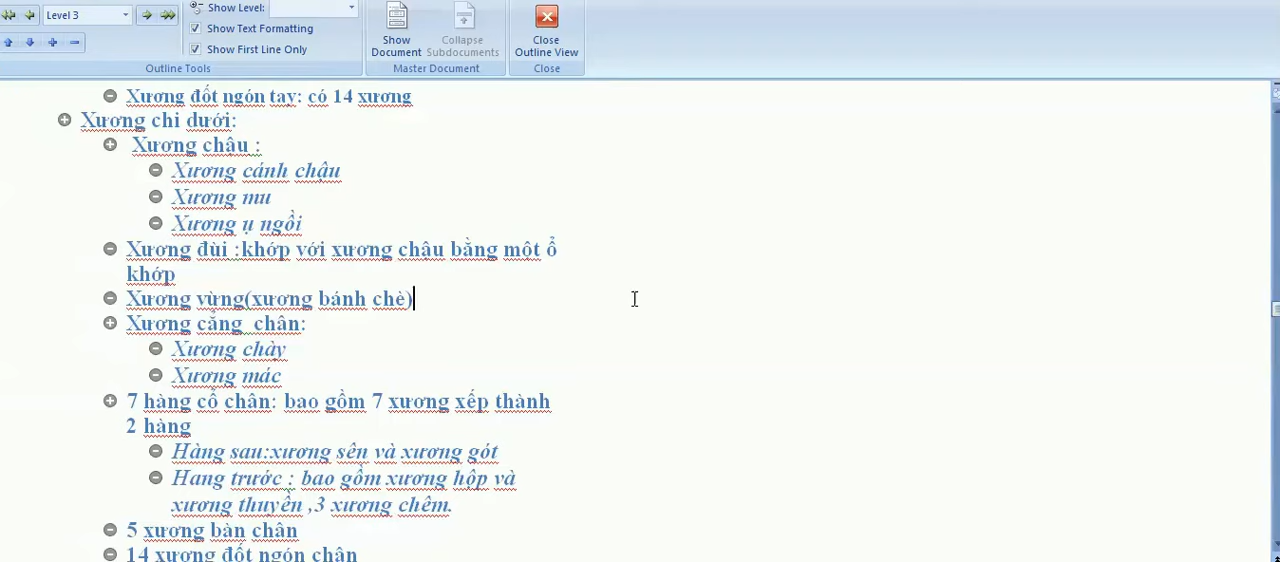 Level 3
Show Level:
Show Text Formatting
Show First Line Only
Outline Tools
Show Document
Collapse Subdocuments
Master Document
Close Outline View
Close
Xương đốt ngón tay: có 14 xương
Xương chi dưới:
Xương chậu :
Xương cánh chậu
Xương mu
Xương ụ ngồi
Xương đùi :khớp với xương chậu bằng một ổ
khớp
Xương vừng(xương bánh chè)
Xương cẳng chân:
Xương chày
Xương mác
7 hàng cổ chân: bao gồm 7 xương xếp thành
2 hàng
Hàng sau:xương sên và xương gót
Hang trước : bao gồm xương hộp và
xương thuyền ,3 xương chêm.
5 xương bàn chân
14 xương đốt ngón chân